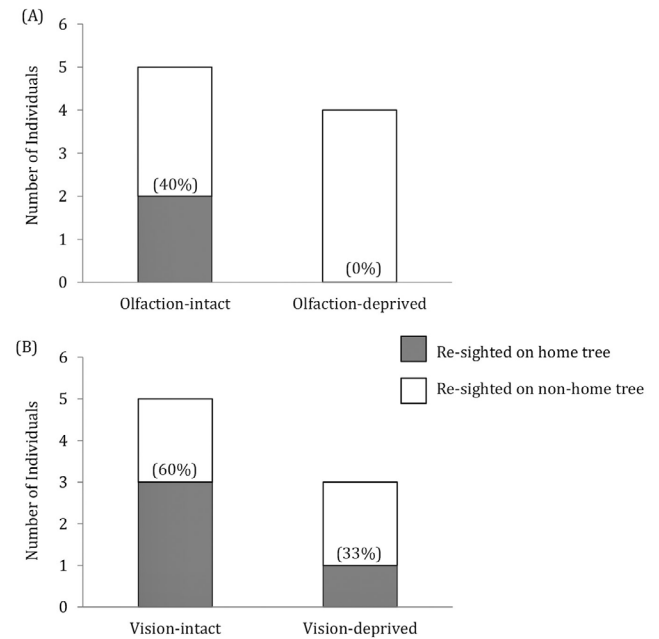 (A)
Number of Individuals
6
5
4
3
2
1
0
(40%)
(0%)
Olfaction-intact
Olfaction-deprived
Re-sighted on home tree
Re-sighted on non-home tree
(B)
Number of Individuals
6
5
4
3
2
1
0
(60%)
(33%)
Vision-intact
Vision-deprived